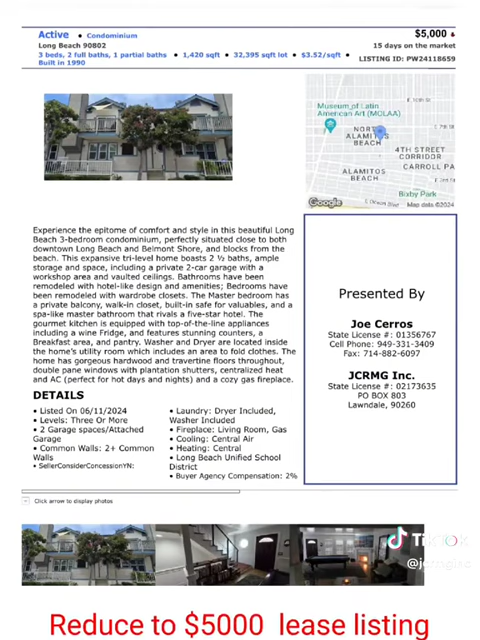 Active • Condominium
$5,000
Long Beach 90802
15 days on the market
3 beds, 2 full baths, 1 partial baths • 1,420 sqft • 32,395 sqft lot • $3.52/sqft •
Built in 1990
LISTING ID: PW24118659
E 10th St
Museum of Latin
American Art (MOLAA)
E 7th St
NORTH
ALAMITOS
BEACH
4TH STREET
CORRIDOR
CARROLL PA
E 3rd St
ALAMITOS
BEACH
Bixby Park
Google
E Ocean Blvd
Map data ©2024
Experience the epitome of comfort and style in this beautiful Long
Beach 3-bedroom condominium, perfectly situated close to both
downtown Long Beach and Belmont Shore, and blocks from the
beach. This expansive tri-level home boasts 2 ½ baths, ample
storage and space, including a private 2-car garage with a
workshop area and vaulted ceilings. Bathrooms have been
remodeled with hotel-like design and amenities; Bedrooms have
been remodeled with wardrobe closets. The Master bedroom has
a private balcony, walk-in closet, built-in safe for valuables, and a
spa-like master bathroom that rivals a five-star hotel. The
gourmet kitchen is equipped with top-of-the-line appliances
including a wine Fridge, and features stunning counters, a
Breakfast area, and pantry. Washer and Dryer are located inside
the home's utility room which includes an area to fold clothes. The
home has gorgeous hardwood and travertine floors throughout,
double pane windows with plantation shutters, centralized heat
and AC (perfect for hot days and nights) and a cozy gas fireplace.
Presented By
Joe Cerros
State License #: 01356767
Cell Phone: 949-331-3409
Fax: 714-882-6097
JCRMG Inc.
State License #: 02173635
PO BOX 803
Lawndale, 90260
DETAILS
• Listed On 06/11/2024
• Levels: Three Or More
• 2 Garage spaces/Attached
Garage
• Common Walls: 2+ Common
Walls
• SellerConsiderConcessionYN:
• Laundry: Dryer Included,
Washer Included
• Fireplace: Living Room, Gas
• Cooling: Central Air
• Heating: Central
• Long Beach Unified School
District
• Buyer Agency Compensation: 2%
Click arrow to display photos
TikTok
@jcrmginc
Reduce to $5000 lease listing